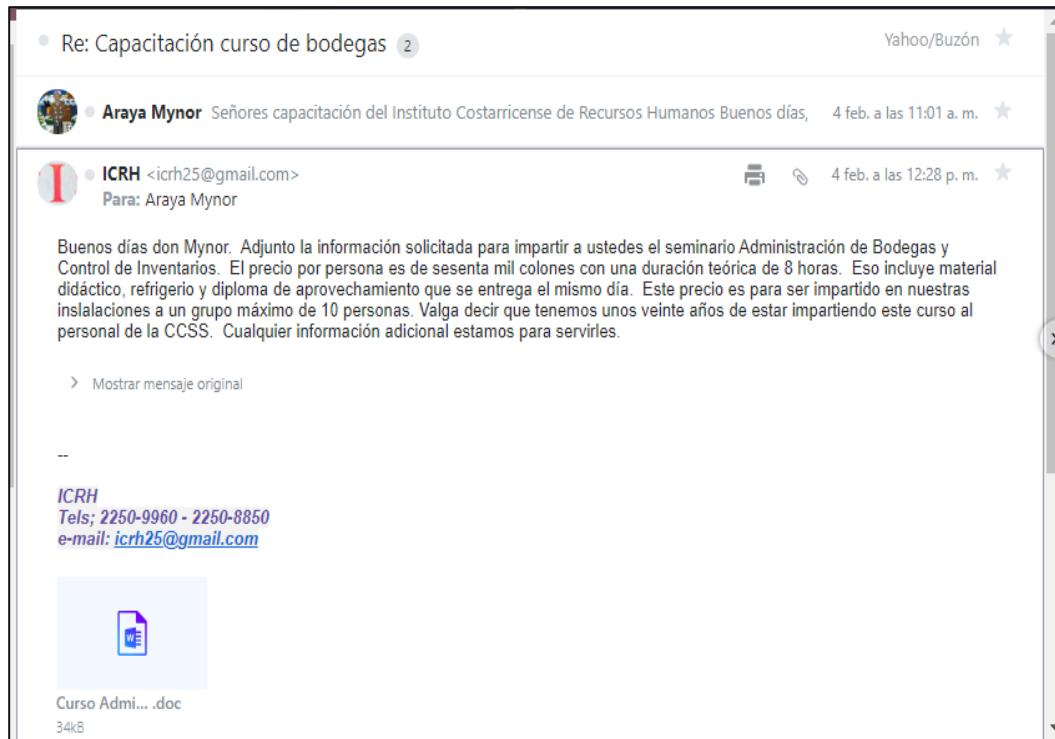 Re: Capacitación curso de bodegas 2
Yahoo/Buzón
Araya Mynor Señores capacitación del Instituto Costarricense de Recursos Humanos Buenos días, 4 feb. a las 11:01 a. m.
I
ICRH <icrh25@gmail.com> 4 feb. a las 12:28 p. m.
Para: Araya Mynor
Buenos días don Mynor. Adjunto la información solicitada para impartir a ustedes el seminario Administración de Bodegas y
Control de Inventarios. El precio por persona es de sesenta mil colones con una duración teórica de 8 horas. Eso incluye material
didáctico, refrigerio y diploma de aprovechamiento que se entrega el mismo día. Este precio es para ser impartido en nuestras
inslalaciones a un grupo máximo de 10 personas. Valga decir que tenemos unos veinte años de estar impartiendo este curso al
personal de la CCSS. Cualquier información adicional estamos para servirles.
Mostrar mensaje original
--
ICRH
Tels; 2250-9960 - 2250-8850
e-mail: icrh25@gmail.com
W
Curso Admi... .doc
34kB